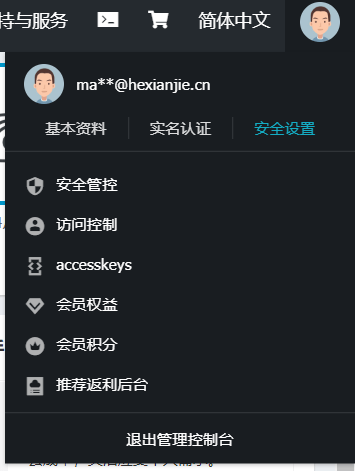 持与服务 简体中文
ma**@hexianjie.cn
基本资料 实名认证 安全设置
安全管控
访问控制
accesskeys
会员权益
会员积分
推荐返利后台
退出管理控制台